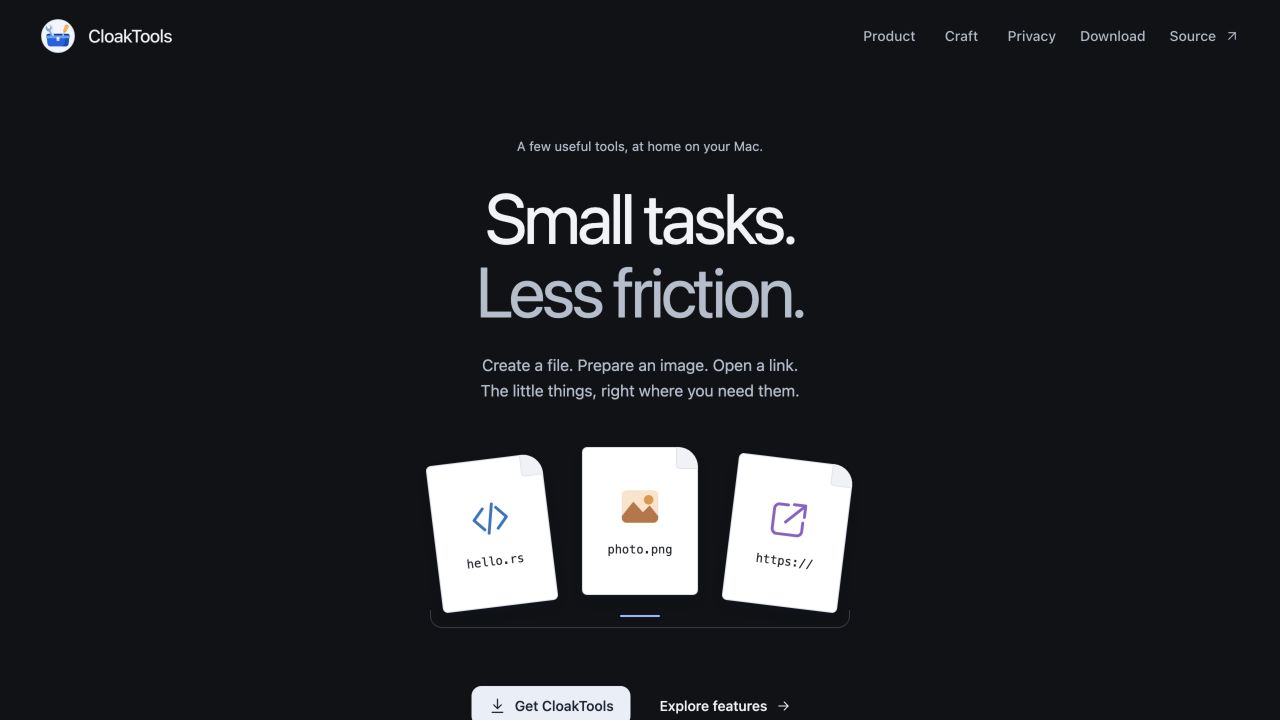 CloakTools
Product Craft Privacy Download Source
A few useful tools, at home on your Mac.
Small tasks.
Less friction.
Create a file. Prepare an image. Open a link.
The little things, right where you need them.
hello.rs
photo.png
https://
Get CloakTools
Explore features